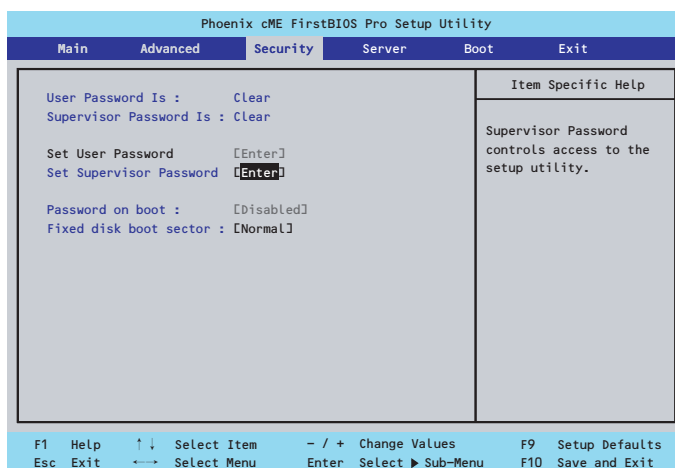 Phoenix cME FirstBIOS Pro Setup Utility
Main Advanced Security Server Boot Exit
User Password Is : Clear
Supervisor Password Is : Clear
Set User Password [Enter]
Set Supervisor Password [Enter]
Password on boot : [Disabled]
Fixed disk boot sector : [Normal]
Item Specific Help
Supervisor Password
controls access to the
setup utility.
F1 Help ↑↓ Select Item - / + Change Values F9 Setup Defaults
Esc Exit ←→ Select Menu Enter Select ▶ Sub-Menu F10 Save and Exit